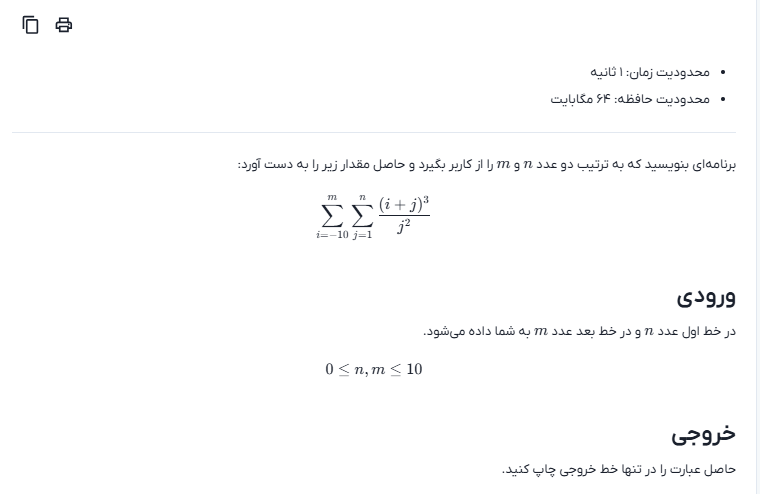 محدودیت زمان: ۱ ثانیه
محدودیت حافظه: ۶۴ مگابایت
برنامه‌ای بنویسید که به ترتیب دو عدد n و m را از کاربر بگیرد و حاصل مقدار زیر را به دست آورد:
\sum_{i=-10}^{m} \sum_{j=1}^{n} \frac{(i + j)^3}{j^2}
ورودی
در خط اول عدد n و در خط بعد عدد m به شما داده می‌شود.
0 ≤ n, m ≤ 10
خروجی
حاصل عبارت را در تنها خط خروجی چاپ کنید.